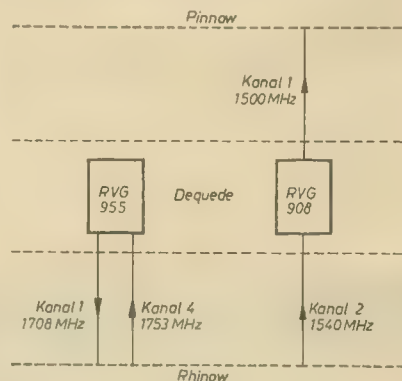 Pinnow
Kanal 1
1500 MHz
RVG
955
Dequede
RVG
908
Kanal 1
1708 MHz
Kanal 4
1753 MHz
Kanal 2
1540 MHz
Rhinow